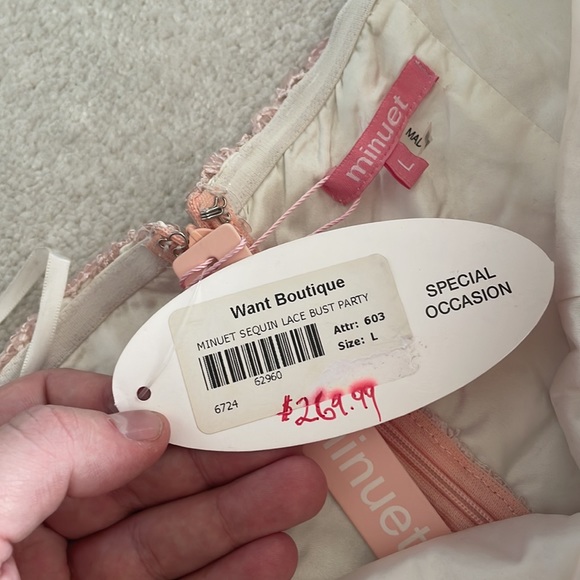 minuet
MAL
L
Want Boutique
MINUET SEQUIN LACE BUST PARTY
Attr: 603
Size: L
62960
6724
$269.99
SPECIAL
OCCASION
minuet